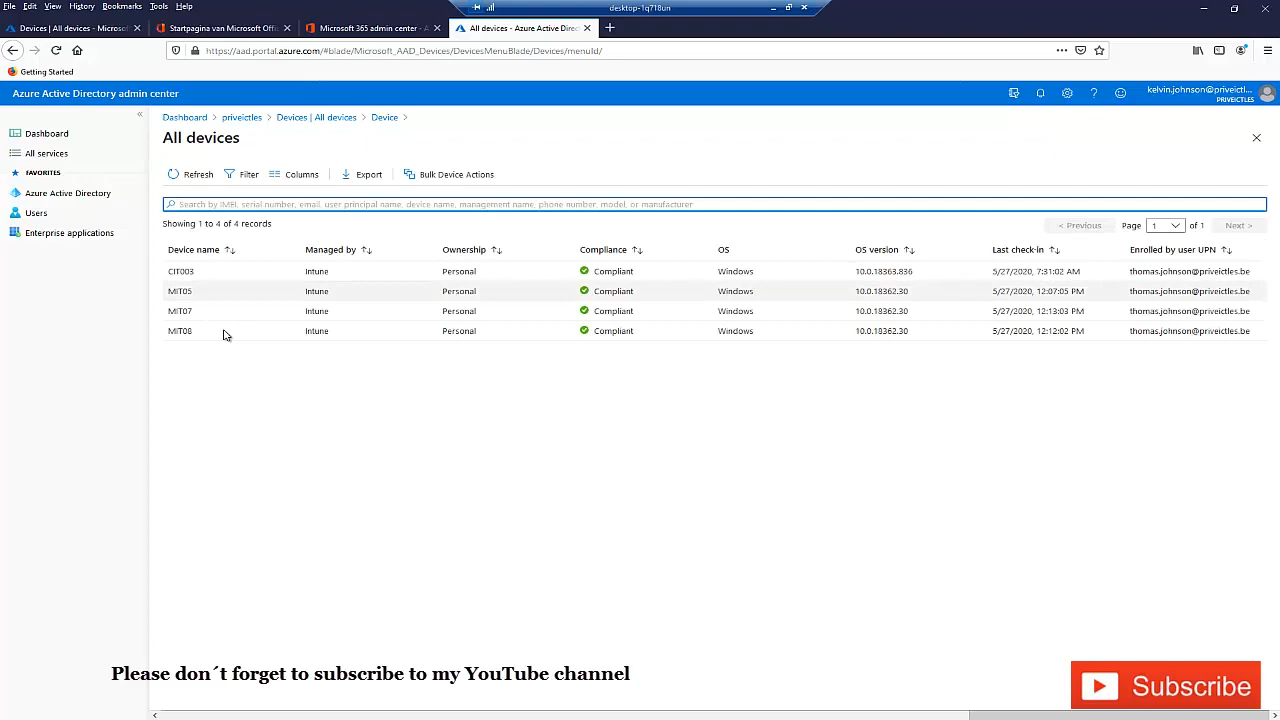 File Edit View History Bookmarks Tools Help
desktop-1q718un
Devices | All devices - Microsof
Startpagina van Microsoft Offic
Microsoft 365 admin center - A
All devices - Azure Active Direc
https://aad.portal.azure.com/#blade/Microsoft_AAD_Devices/DevicesMenuBlade/Devices/menuId/
Getting Started
Azure Active Directory admin center
kelvin.johnson@priveictl...
PRIVEICTLES
Dashboard
All services
FAVORITES
Azure Active Directory
Users
Enterprise applications
Dashboard > priveictles > Devices | All devices > Device >
All devices
Refresh Filter Columns Export Bulk Device Actions
Search by IMEI, serial number, email, user principal name, device name, management name, phone number, model, or manufacturer
Showing 1 to 4 of 4 records
< Previous Page 1 of 1 Next >
Device name Managed by Ownership Compliance OS OS version Last check-in Enrolled by user UPN
CIT003 Intune Personal Compliant Windows 10.0.18363.836 5/27/2020, 7:31:02 AM thomas.johnson@priveictles.be
MIT05 Intune Personal Compliant Windows 10.0.18362.30 5/27/2020, 12:07:05 PM thomas.johnson@priveictles.be
MIT07 Intune Personal Compliant Windows 10.0.18362.30 5/27/2020, 12:13:03 PM thomas.johnson@priveictles.be
MIT08 Intune Personal Compliant Windows 10.0.18362.30 5/27/2020, 12:12:02 PM thomas.johnson@priveictles.be
Please don´t forget to subscribe to my YouTube channel
Subscribe